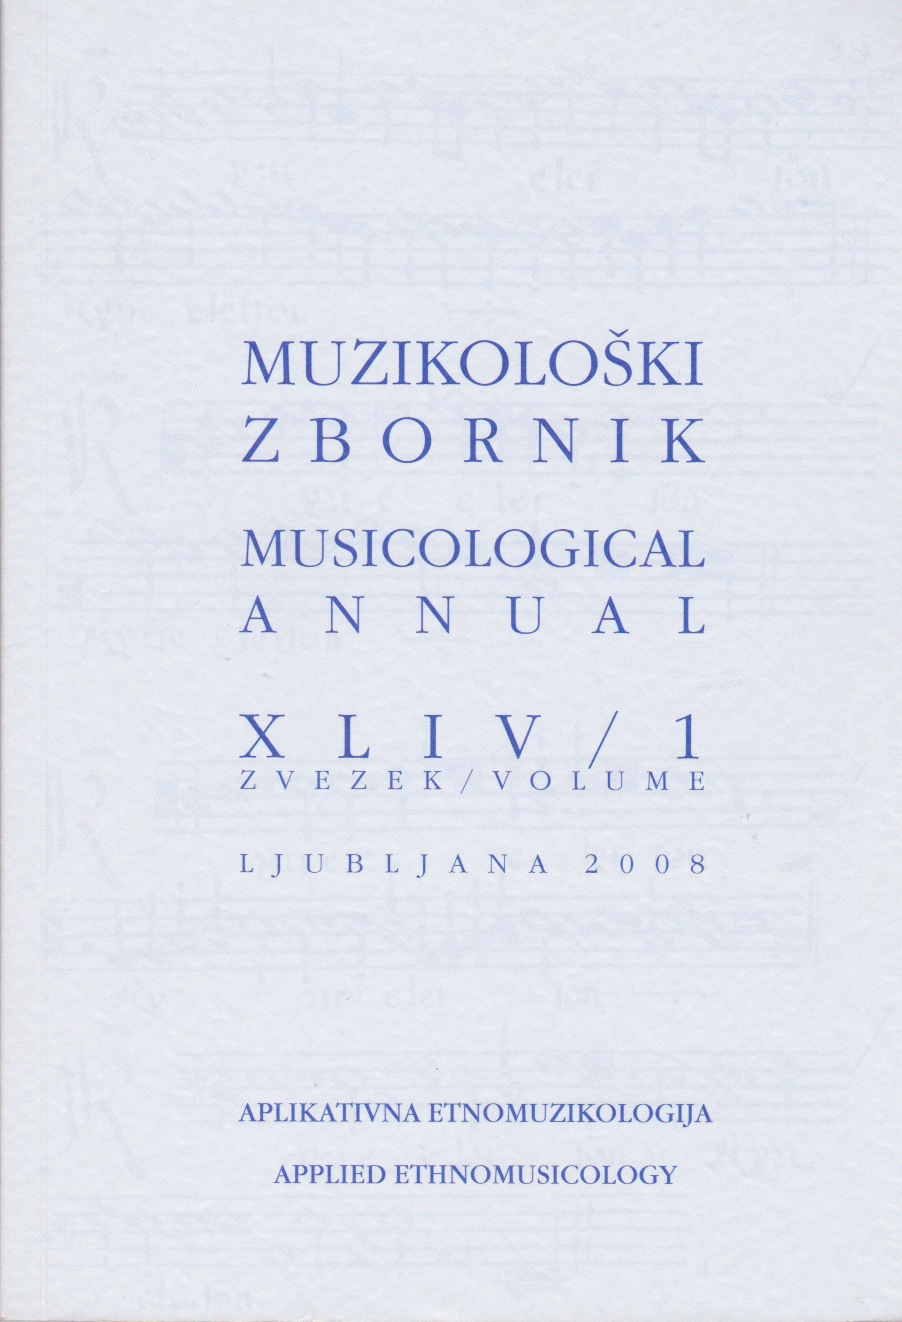 MUZIKOLOŠKI
ZBORNIK
MUSICOLOGICAL
ANNUAL
XLIV/1
ZVEZEK/VOLUME
LJUBLJANA 2008
APLIKATIVNA ETNOMUZIKOLOGIJA
APPLIED ETHNOMUSICOLOGY